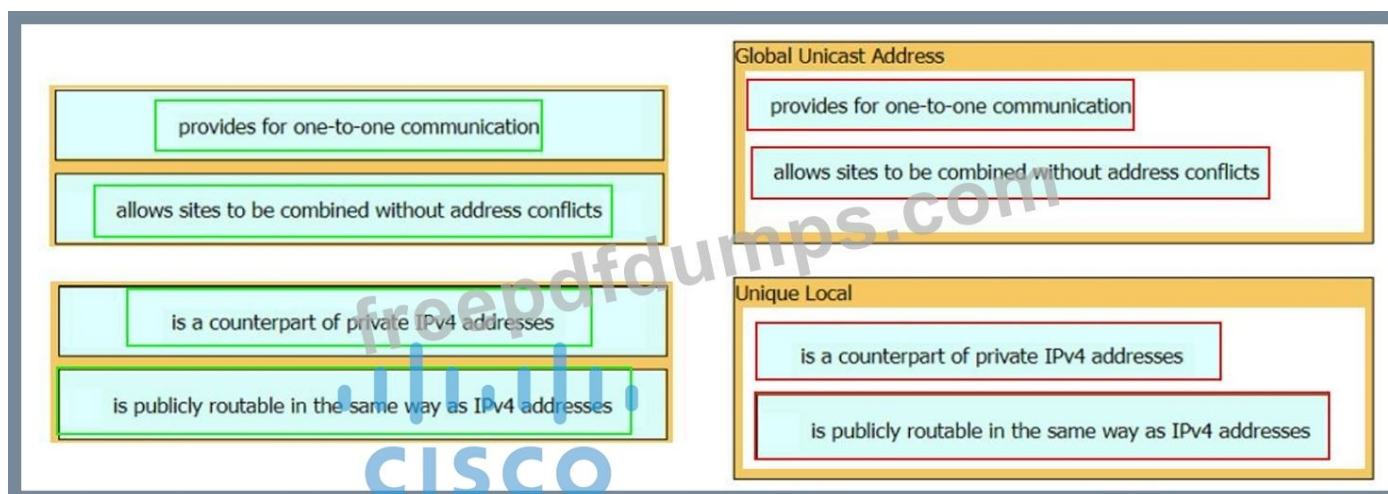 provides for one-to-one communication
allows sites to be combined without address conflicts
is a counterpart of private IPv4 addresses
is publicly routable in the same way as IPv4 addresses
Global Unicast Address
provides for one-to-one communication
allows sites to be combined without address conflicts
Unique Local
is a counterpart of private IPv4 addresses
is publicly routable in the same way as IPv4 addresses
freepdfdumps.com
CISCO